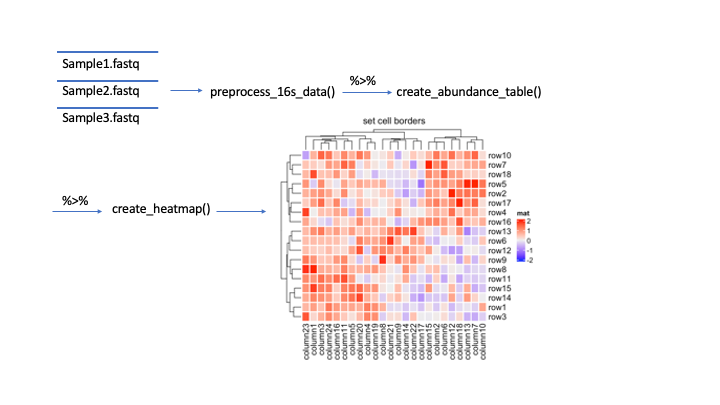 Sample1.fastq
Sample2.fastq
Sample3.fastq
preprocess_16s_data()
%>%
create_abundance_table()
%>%
create_heatmap()
set cell borders
row10
row7
row18
row5
row2
row17
row4
row16
row13
row6
row12
row9
row8
row11
row15
row14
row1
row3
mat
2
1
0
-1
-2
column23
column1
column3
column24
column16
column11
column5
column20
column4
column19
column8
column21
column9
column14
column22
column17
column15
column2
column6
column12
column18
column13
column7
column10